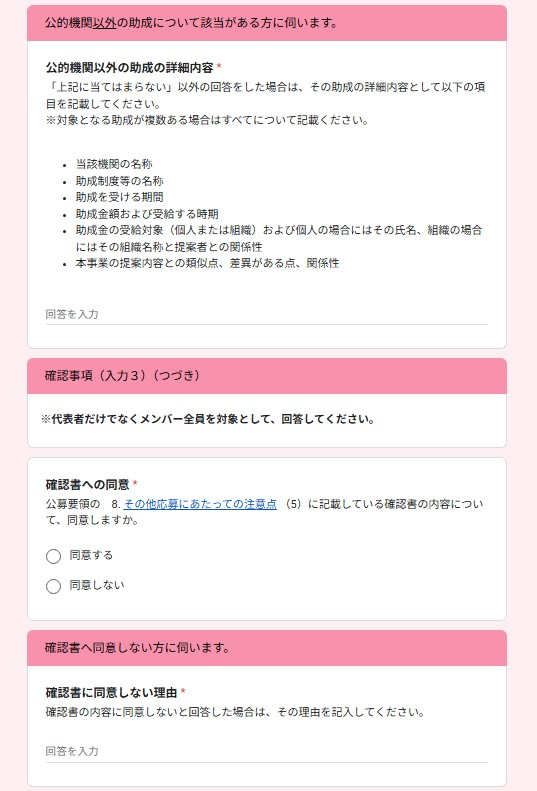 公的機関以外の助成について該当がある方に伺います。
公的機関以外の助成の詳細内容 *
「上記に当てはまらない」以外の回答をした場合は、その助成の詳細内容として以下の項
目を記載してください。
※対象となる助成が複数ある場合はすべてについて記載ください。
• 当該機関の名称
• 助成制度等の名称
• 助成を受ける期間
• 助成金額および受給する時期
• 助成金の受給対象（個人または組織）および個人の場合にはその氏名、組織の場合
にはその組織名称と提案者との関係性
• 本事業の提案内容との類似点、差異がある点、関係性
回答を入力
確認事項（入力３）（つづき）
※代表者だけでなくメンバー全員を対象として、回答してください。
確認書への同意 *
公募要領の　8. その他応募にあたっての注意点 （5）に記載している確認書の内容につい
て、同意しますか。
同意する
同意しない
確認書へ同意しない方に伺います。
確認書に同意しない理由 *
確認書の内容に同意しないと回答した場合は、その理由を記入してください。
回答を入力